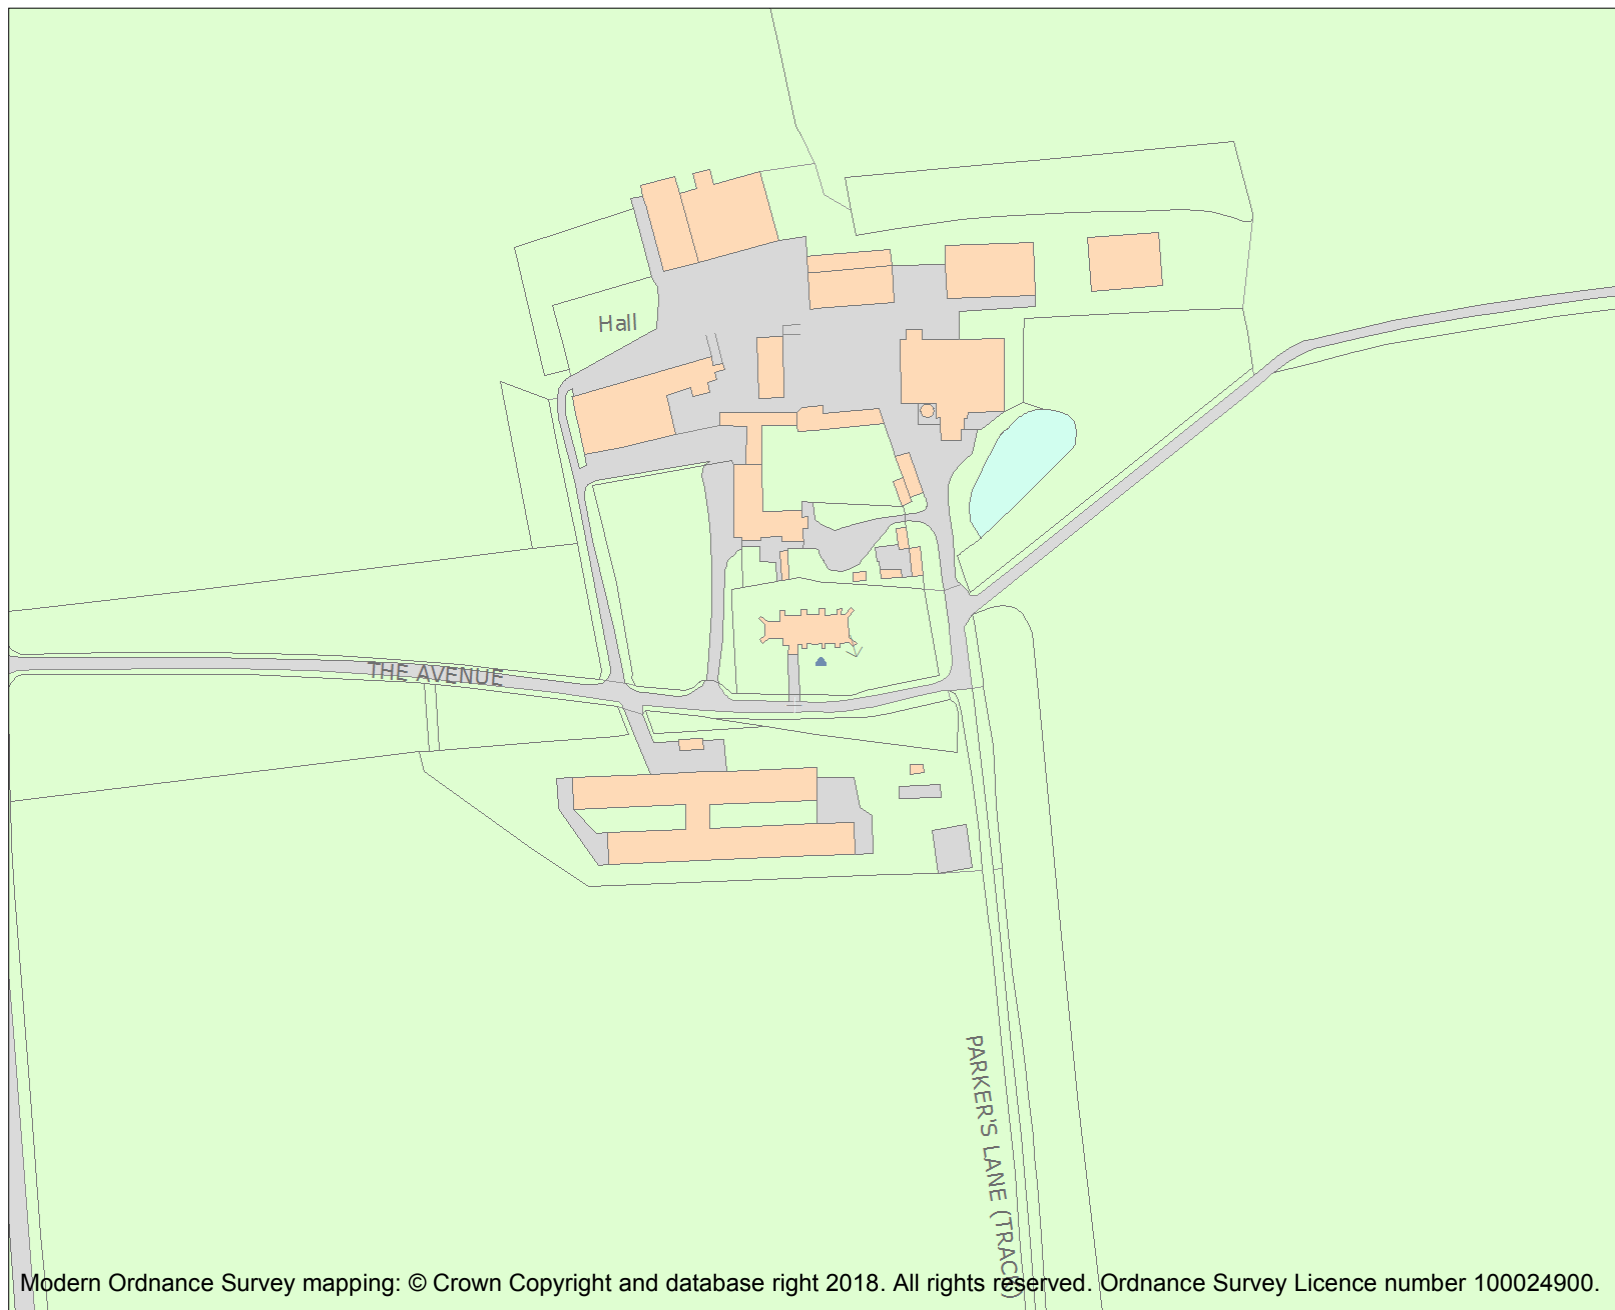 Hall
THE AVENUE
PARKER'S LANE (TRACK)
Modern Ordnance Survey mapping: © Crown Copyright and database right 2018. All rights reserved. Ordnance Survey Licence number 100024900.